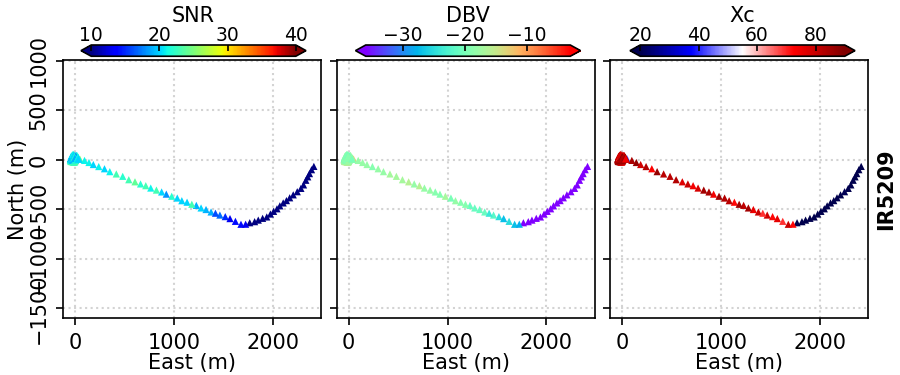 SNR
DBV
Xc
10 20 30 40
−30 −20 −10
20 40 60 80
1000
500
0
−500
−1000
−1500
North (m)
0 1000 2000
0 1000 2000
0 1000 2000
East (m)
East (m)
East (m)
IR5209